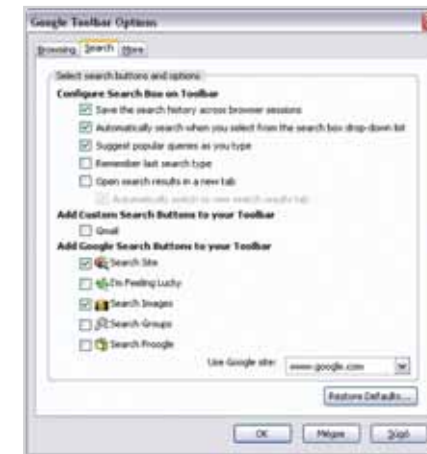 Google Toolbar Options
Browsing Search More
Select search buttons and options
Configure Search Box on Toolbar
Save the search history across browser sessions
Automatically search when you select from the search box drop-down list
Suggest popular queries as you type
Remember last search type
Open search results in a new tab
Automatically switch to new search results tab
Add Custom Search Buttons to your Toolbar
Gmail
Add Google Search Buttons to your Toolbar
Search Site
I'm Feeling Lucky
Search Images
Search Groups
Search Froogle
Use Google site: www.google.com
Restore Defaults...
OK Mégse Súgó